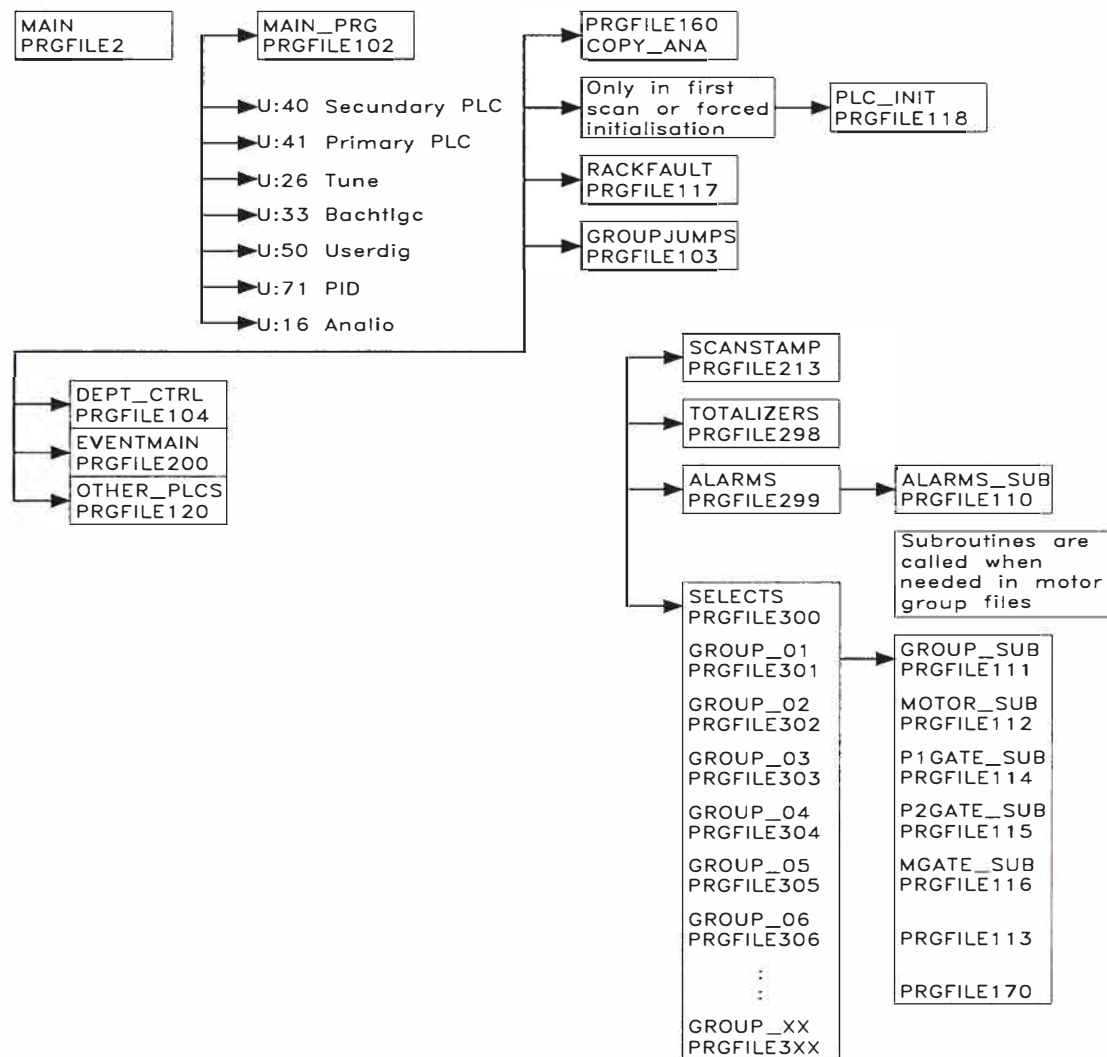 MAIN
PRGFILE2
MAIN_PRG
PRGFILE102
U:40 Secundary PLC
U:41 Primary PLC
U:26 Tune
U:33 Bachtigc
U:50 Userdig
U:71 PID
U:16 Analio
PRGFILE160
COPY_ANA
Only in first
scan or forced
initialisation
PLC_INIT
PRGFILE118
RACKFAULT
PRGFILE117
GROUPJUMPS
PRGFILE103
DEPT_CTRL
PRGFILE104
EVENTMAIN
PRGFILE200
OTHER_PLCS
PRGFILE120
SCANSTAMP
PRGFILE213
TOTALIZERS
PRGFILE298
ALARMS
PRGFILE299
ALARMS_SUB
PRGFILE110
Subroutines are
called when
needed in motor
group files
SELECTS
PRGFILE300
GROUP_01
PRGFILE301
GROUP_02
PRGFILE302
GROUP_03
PRGFILE303
GROUP_04
PRGFILE304
GROUP_05
PRGFILE305
GROUP_06
PRGFILE306
GROUP_XX
PRGFILE3XX
GROUP_SUB
PRGFILE111
MOTOR_SUB
PRGFILE112
P1GATE_SUB
PRGFILE114
P2GATE_SUB
PRGFILE115
MGATE_SUB
PRGFILE116
PRGFILE113
PRGFILE170